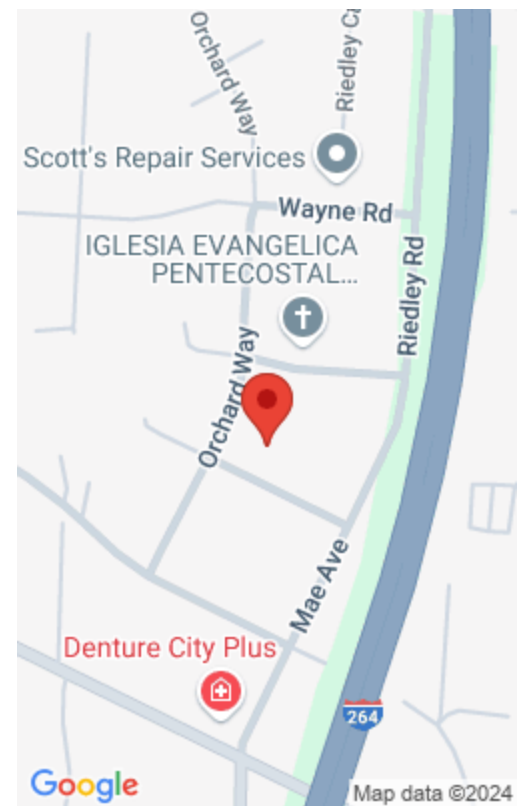 Orchard Way
Riedley C
Scott's Repair Services
Wayne Rd
IGLESIA EVANGELICA
PENTECOSTAL...
Riedley Rd
Orchard Way
Mae Ave
Denture City Plus
264
Google
Map data ©2024